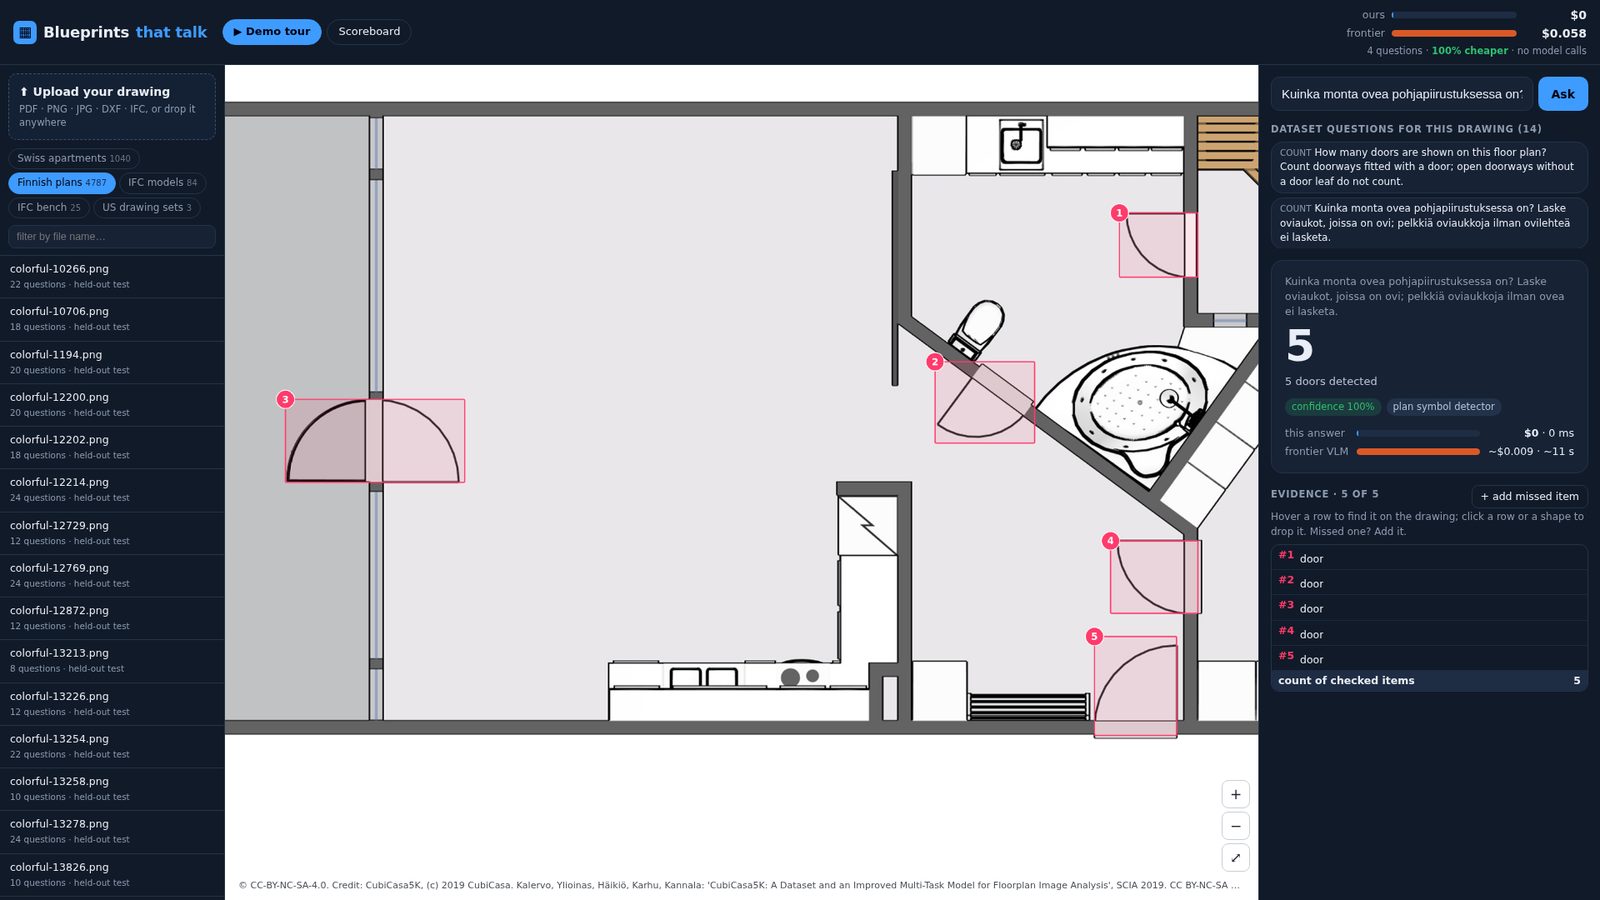 Blueprints that talk
▶ Demo tour
Scoreboard
ours $0
frontier $0.058
4 questions · 100% cheaper · no model calls
⬆ Upload your drawing
PDF · PNG · JPG · DXF · IFC, or drop it
anywhere
Swiss apartments 1040
Finnish plans 4787
IFC models 84
IFC bench 25
US drawing sets 3
filter by file name…
colorful-10266.png
22 questions · held-out test
colorful-10706.png
18 questions · held-out test
colorful-1194.png
20 questions · held-out test
colorful-12200.png
20 questions · held-out test
colorful-12202.png
18 questions · held-out test
colorful-12214.png
24 questions · held-out test
colorful-12729.png
12 questions · held-out test
colorful-12769.png
24 questions · held-out test
colorful-12872.png
12 questions · held-out test
colorful-13213.png
8 questions · held-out test
colorful-13226.png
12 questions · held-out test
colorful-13254.png
22 questions · held-out test
colorful-13258.png
10 questions · held-out test
colorful-13278.png
24 questions · held-out test
colorful-13826.png
10 questions · held-out test
1
2
3
4
5
+
−
⤢
© CC-BY-NC-SA-4.0. Credit: CubiCasa5K, (c) 2019 CubiCasa. Kalervo, Ylioinas, Häikiö, Karhu, Kannala: 'CubiCasa5K: A Dataset and an Improved Multi-Task Model for Floorplan Image Analysis', SCIA 2019. CC BY-NC-SA ...
Kuinka monta ovea pohjapiirustuksessa on?
Ask
DATASET QUESTIONS FOR THIS DRAWING (14)
COUNT How many doors are shown on this floor plan?
Count doorways fitted with a door; open doorways without
a door leaf do not count.
COUNT Kuinka monta ovea pohjapiirustuksessa on? Laske
oviaukot, joissa on ovi; pelkkiä oviaukkoja ilman ovilehteä
ei lasketa.
Kuinka monta ovea pohjapiirustuksessa on? Laske
oviaukot, joissa on ovi; pelkkiä oviaukkoja ilman ovea
ei lasketa.
5
5 doors detected
confidence 100%
plan symbol detector
this answer $0 · 0 ms
frontier VLM ~$0.009 · ~11 s
EVIDENCE · 5 OF 5
+ add missed item
Hover a row to find it on the drawing; click a row or a shape to
drop it. Missed one? Add it.
#1 door
#2 door
#3 door
#4 door
#5 door
count of checked items 5